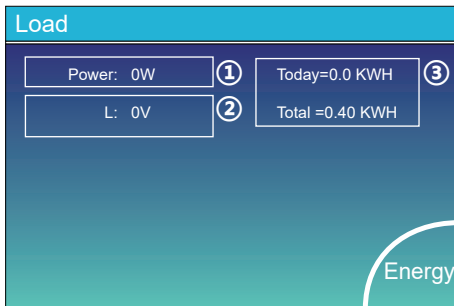 Load
Power: 0W
①
L: 0V
②
Today=0.0 KWH
③
Total =0.40 KWH
Energy